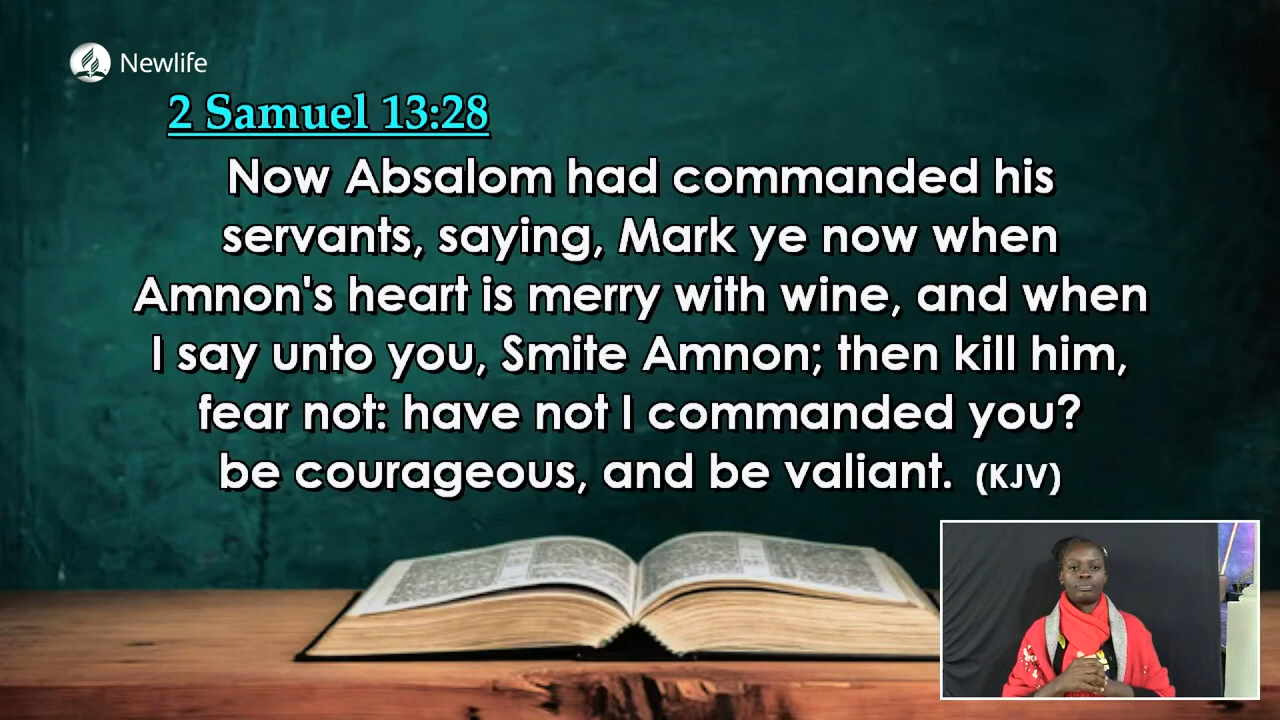 Newlife
2 Samuel 13:28
Now Absalom had commanded his
servants, saying, Mark ye now when
Amnon's heart is merry with wine, and when
I say unto you, Smite Amnon; then kill him,
fear not: have not I commanded you?
be courageous, and be valiant. (KJV)